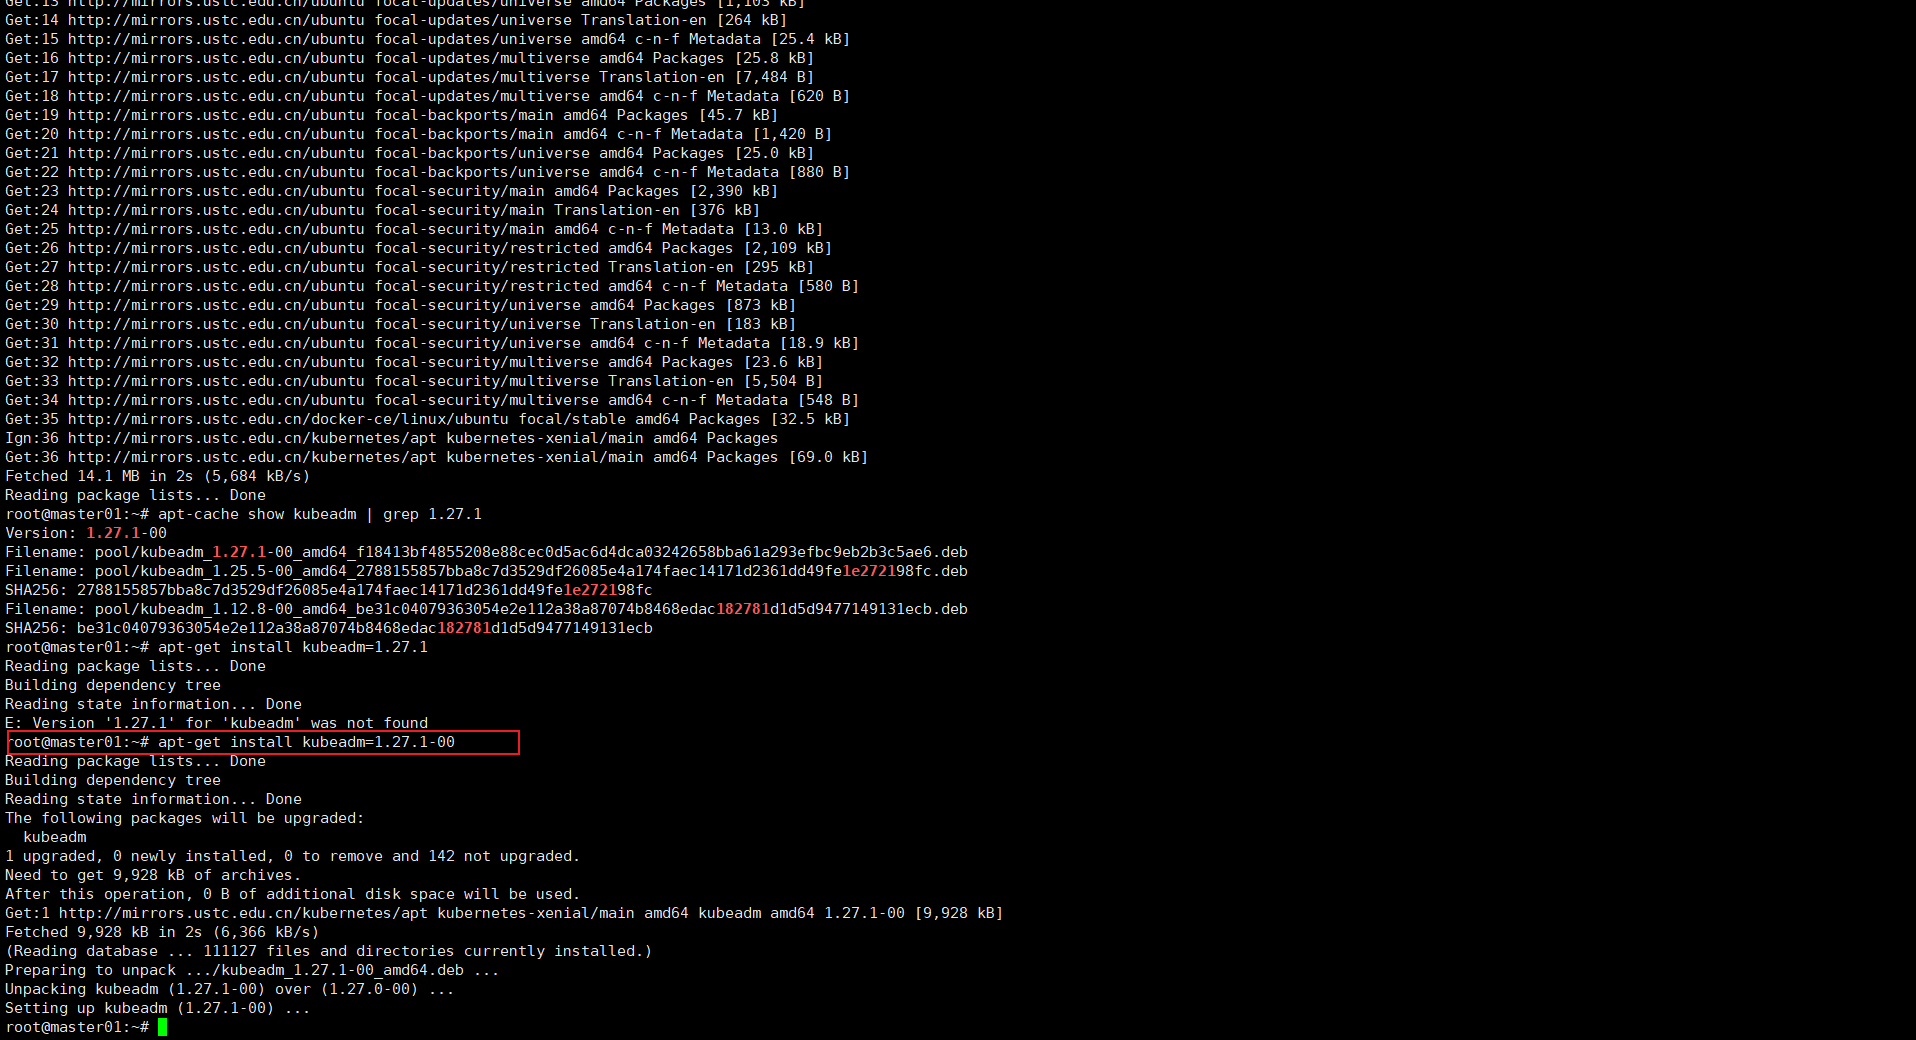 Get:13 http://mirrors.ustc.edu.cn/ubuntu focal-updates/universe amd64 Packages [1,103 kB]
Get:14 http://mirrors.ustc.edu.cn/ubuntu focal-updates/universe Translation-en [264 kB]
Get:15 http://mirrors.ustc.edu.cn/ubuntu focal-updates/universe amd64 c-n-f Metadata [25.4 kB]
Get:16 http://mirrors.ustc.edu.cn/ubuntu focal-updates/multiverse amd64 Packages [25.8 kB]
Get:17 http://mirrors.ustc.edu.cn/ubuntu focal-updates/multiverse Translation-en [7,484 B]
Get:18 http://mirrors.ustc.edu.cn/ubuntu focal-updates/multiverse amd64 c-n-f Metadata [620 B]
Get:19 http://mirrors.ustc.edu.cn/ubuntu focal-backports/main amd64 Packages [45.7 kB]
Get:20 http://mirrors.ustc.edu.cn/ubuntu focal-backports/main amd64 c-n-f Metadata [1,420 B]
Get:21 http://mirrors.ustc.edu.cn/ubuntu focal-backports/universe amd64 Packages [25.0 kB]
Get:22 http://mirrors.ustc.edu.cn/ubuntu focal-backports/universe amd64 c-n-f Metadata [880 B]
Get:23 http://mirrors.ustc.edu.cn/ubuntu focal-security/main amd64 Packages [2,390 kB]
Get:24 http://mirrors.ustc.edu.cn/ubuntu focal-security/main Translation-en [376 kB]
Get:25 http://mirrors.ustc.edu.cn/ubuntu focal-security/main amd64 c-n-f Metadata [13.0 kB]
Get:26 http://mirrors.ustc.edu.cn/ubuntu focal-security/restricted amd64 Packages [2,109 kB]
Get:27 http://mirrors.ustc.edu.cn/ubuntu focal-security/restricted Translation-en [295 kB]
Get:28 http://mirrors.ustc.edu.cn/ubuntu focal-security/restricted amd64 c-n-f Metadata [580 B]
Get:29 http://mirrors.ustc.edu.cn/ubuntu focal-security/universe amd64 Packages [873 kB]
Get:30 http://mirrors.ustc.edu.cn/ubuntu focal-security/universe Translation-en [183 kB]
Get:31 http://mirrors.ustc.edu.cn/ubuntu focal-security/universe amd64 c-n-f Metadata [18.9 kB]
Get:32 http://mirrors.ustc.edu.cn/ubuntu focal-security/multiverse amd64 Packages [23.6 kB]
Get:33 http://mirrors.ustc.edu.cn/ubuntu focal-security/multiverse Translation-en [5,504 B]
Get:34 http://mirrors.ustc.edu.cn/ubuntu focal-security/multiverse amd64 c-n-f Metadata [548 B]
Get:35 http://mirrors.ustc.edu.cn/docker-ce/linux/ubuntu focal/stable amd64 Packages [32.5 kB]
Ign:36 http://mirrors.ustc.edu.cn/kubernetes/apt kubernetes-xenial/main amd64 Packages
Get:36 http://mirrors.ustc.edu.cn/kubernetes/apt kubernetes-xenial/main amd64 Packages [69.0 kB]
Fetched 14.1 MB in 2s (5,684 kB/s)
Reading package lists... Done
root@master01:~# apt-cache show kubeadm | grep 1.27.1
Version: 1.27.1-00
Filename: pool/kubeadm_1.27.1-00_amd64_f18413bf4855208e88cec0d5ac6d4dca03242658bba61a293efbc9eb2b3c5ae6.deb
Filename: pool/kubeadm_1.25.5-00_amd64_2788155857bba8c7d3529df26085e4a174faec14171d2361dd49fe1e272198fc.deb
SHA256: 2788155857bba8c7d3529df26085e4a174faec14171d2361dd49fe1e272198fc
Filename: pool/kubeadm_1.12.8-00_amd64_be31c04079363054e2e112a38a87074b8468edac182781d1d5d9477149131ecb.deb
SHA256: be31c04079363054e2e112a38a87074b8468edac182781d1d5d9477149131ecb
root@master01:~# apt-get install kubeadm=1.27.1
Reading package lists... Done
Building dependency tree
Reading state information... Done
E: Version '1.27.1' for 'kubeadm' was not found
root@master01:~# apt-get install kubeadm=1.27.1-00
Reading package lists... Done
Building dependency tree
Reading state information... Done
The following packages will be upgraded:
  kubeadm
1 upgraded, 0 newly installed, 0 to remove and 142 not upgraded.
Need to get 9,928 kB of archives.
After this operation, 0 B of additional disk space will be used.
Get:1 http://mirrors.ustc.edu.cn/kubernetes/apt kubernetes-xenial/main amd64 kubeadm amd64 1.27.1-00 [9,928 kB]
Fetched 9,928 kB in 2s (6,366 kB/s)
(Reading database ... 111127 files and directories currently installed.)
Preparing to unpack .../kubeadm_1.27.1-00_amd64.deb ...
Unpacking kubeadm (1.27.1-00) over (1.27.0-00) ...
Setting up kubeadm (1.27.1-00) ...
root@master01:~#